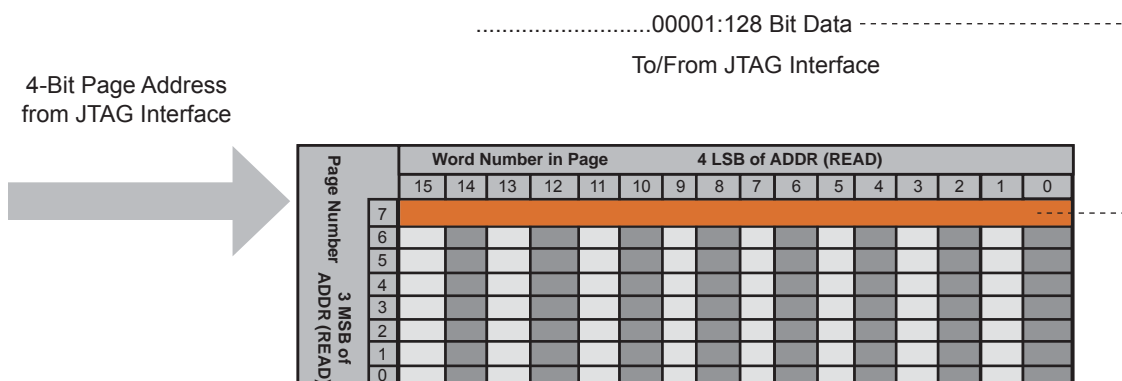 ...........................00001:128 Bit Data
To/From JTAG Interface
4-Bit Page Address
from JTAG Interface
Page Number
3 MSB of
ADDR (READ)
Word Number in Page 4 LSB of ADDR (READ)
15 14 13 12 11 10 9 8 7 6 5 4 3 2 1 0
7
6
5
4
3
2
1
0